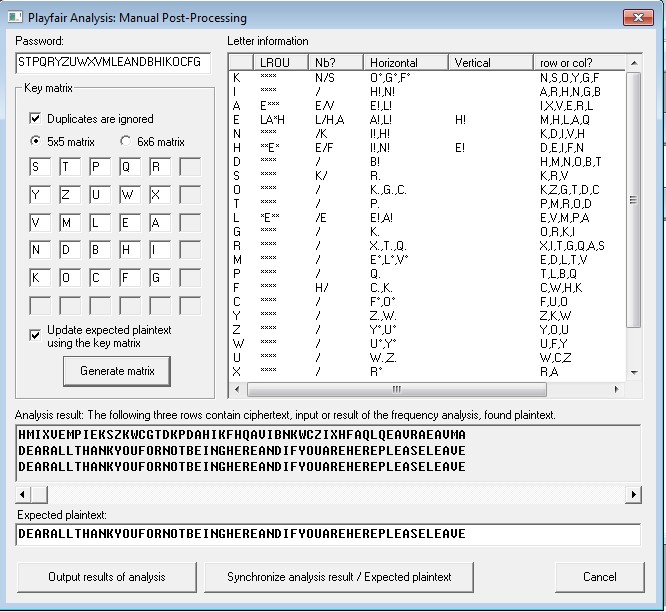 Playfair Analysis: Manual Post-Processing
Password:
STPQRYZUWXVMLEANDBHIKOCFG
Key matrix
Duplicates are ignored
5x5 matrix 6x6 matrix
S T P Q R
Y Z U W X
V M L E A
N D B H I
K O C F G
Update expected plaintext
using the key matrix
Generate matrix
Letter information
LROU Nb? Horizontal Vertical row or col?
K **** N/S O*,G*,F* N,S,O,Y,G,F
I **** / H!,N! A,R,H,N,G,B
A E*** E/V E!,L! I,X,V,E,R,L
E LA*H L/H,A A!,L! H! M,H,L,A,Q
N **** /K I!,H! K,D,I,V,H
H **E* E/F I!,N! E! D,E,I,F,N
D **** / B! H,M,N,O,B,T
S **** K/ R. K,R,V
O **** / K.,G.,C. K,Z,G,T,D,C
T **** / P. P,M,R,O,D
L *E** /E E!,A! E,V,M,P,A
G **** / K. O,R,K,I
R **** / X.,T.,Q. X,I,T,G,Q,A,S
M **** / E*,L*,V* E,D,L,T,V
P **** / Q. T,L,B,Q
F **** H/ C.,K. C,W,H,K
C **** / F*,O* F,U,O
Y **** / Z.,W. Z,K,W
Z **** / Y*,U* Y,O,U
W **** / U*,Y* U,F,Y
U **** / W.,Z. W,C,Z
X **** / R* R,A
Analysis result: The following three rows contain ciphertext, input or result of the frequency analysis, found plaintext.
HMIXVEMPIEKSZKWCGTDKPDAHIKFHQAVIBNKWCZIXHFAQLQEAVRAEAVMA
DEARALLTHANKYOUFORNOTBEINGHEREANDIFYOUAREHEREPLEASELEAVE
DEARALLTHANKYOUFORNOTBEINGHEREANDIFYOUAREHEREPLEASELEAVE
Expected plaintext:
DEARALLTHANKYOUFORNOTBEINGHEREANDIFYOUAREHEREPLEASELEAVE
Output results of analysis Synchronize analysis result / Expected plaintext Cancel